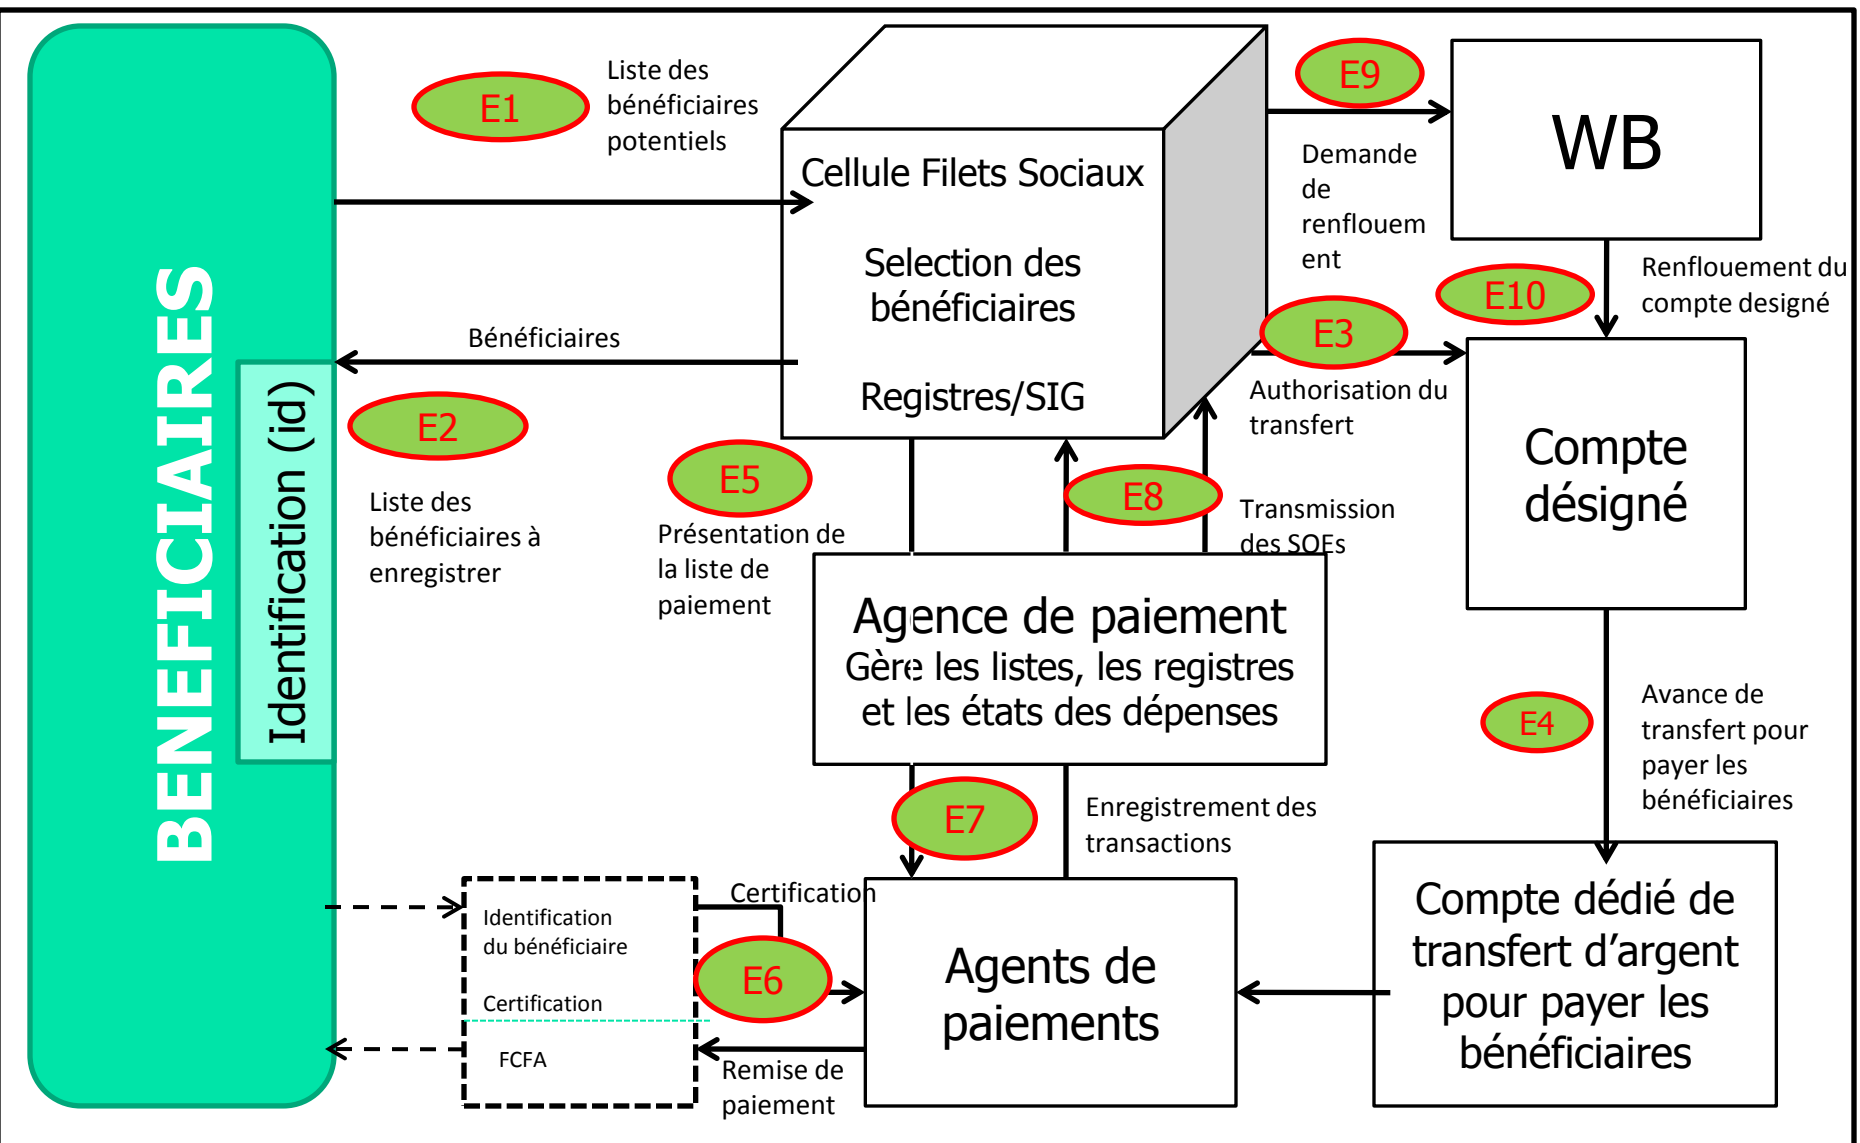 BENEFICIAIRES
Identification (id)
E1
Liste des
bénéficiaires
potentiels
Cellule Filets Sociaux
Selection des
bénéficiaires
Registres/SIG
E9
Demande
de
renflouem
ent
WB
E10
Renflouement du
compte designé
Bénéficiaires
E2
Liste des
bénéficiaires à
enregistrer
E3
Authorisation du
transfert
Compte
désigné
E5
Présentation de
la liste de
paiement
E8
Transmission
des SOEs
Agence de paiement
Gère les listes, les registres
et les états des dépenses
E4
Avance de
transfert pour
payer les
bénéficiaires
E7
Enregistrement des
transactions
Identification
du bénéficiaire
Certification
FCFA
Certification
E6
Remise de
paiement
Agents de
paiements
Compte dédié de
transfert d’argent
pour payer les
bénéficiaires